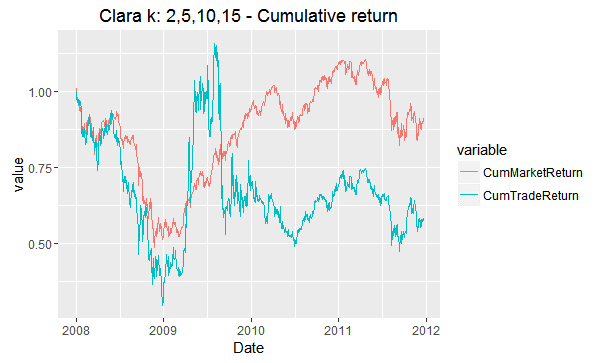 Clara k: 2,5,10,15 - Cumulative return
value
1.00
0.75
0.50
2008
2009
2010
2011
2012
Date
variable
CumMarketReturn
CumTradeReturn